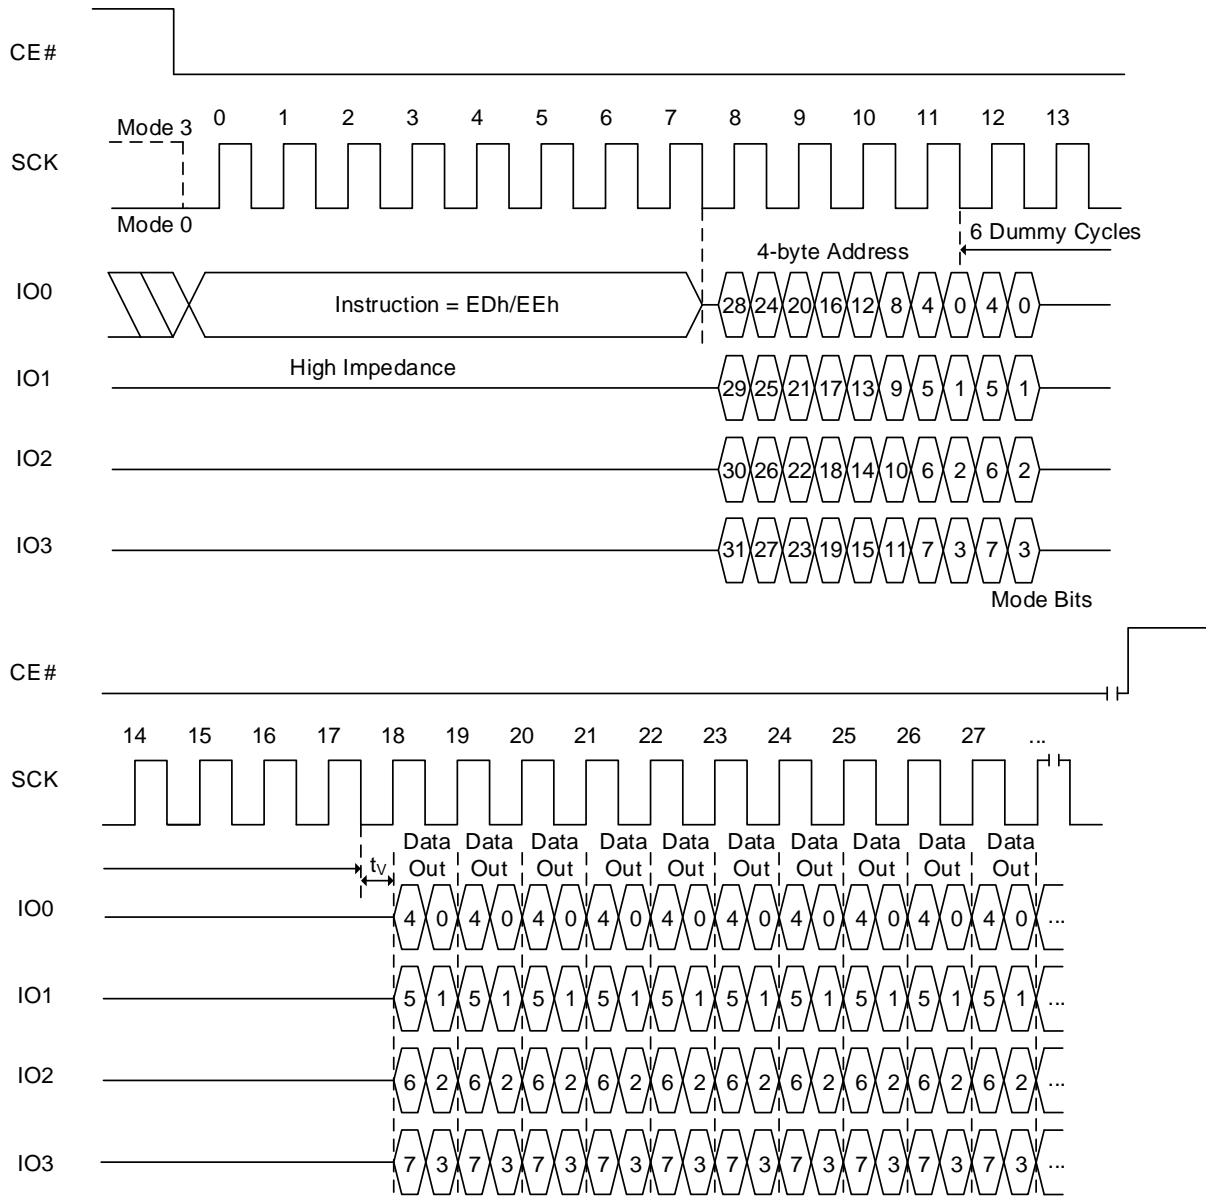 CE#
Mode 3 0 1 2 3 4 5 6 7 8 9 10 11 12 13
SCK
Mode 0
6 Dummy Cycles
4-byte Address
IO0 Instruction = EDh/EEh 28 24 20 16 12 8 4 0 4 0
High Impedance
IO1 29 25 21 17 13 9 5 1 5 1
IO2 30 26 22 18 14 10 6 2 6 2
IO3 31 27 23 19 15 11 7 3 7 3
Mode Bits
CE#
14 15 16 17 18 19 20 21 22 23 24 25 26 27 ...
SCK
Data Data Data Data Data Data Data Data Data Data
tV Out Out Out Out Out Out Out Out Out Out
IO0 4 0 4 0 4 0 4 0 4 0 4 0 4 0 4 0 4 0 4 0 ...
IO1 5 1 5 1 5 1 5 1 5 1 5 1 5 1 5 1 5 1 5 1 ...
IO2 6 2 6 2 6 2 6 2 6 2 6 2 6 2 6 2 6 2 6 2 ...
IO3 7 3 7 3 7 3 7 3 7 3 7 3 7 3 7 3 7 3 7 3 ...